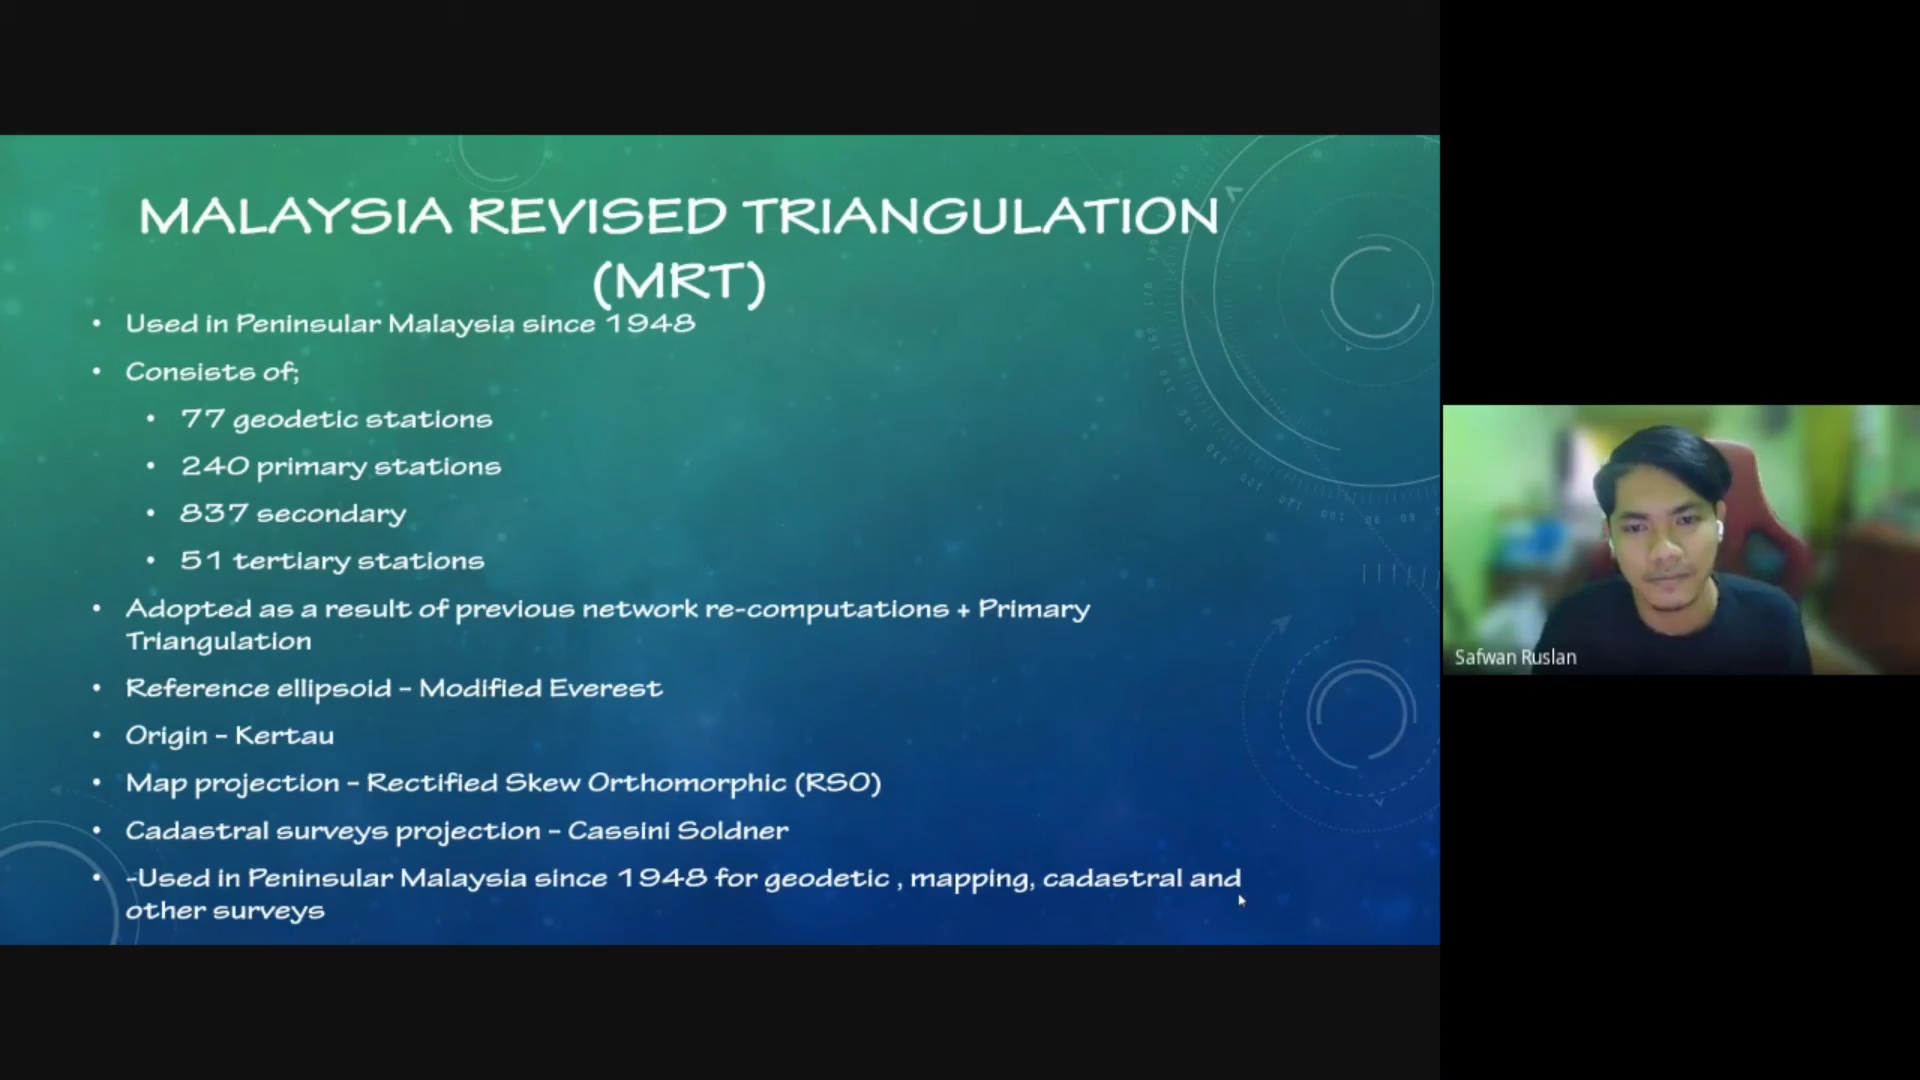 MALAYSIA REVISED TRIANGULATION
(MRT)
• Used in Peninsular Malaysia since 1948
• Consists of;
• 77 geodetic stations
• 240 primary stations
• 837 secondary
• 51 tertiary stations
• Adopted as a result of previous network re-computations + Primary
Triangulation
• Reference ellipsoid – Modified Everest
• Origin – Kertau
• Map projection – Rectified Skew Orthomorphic (RSO)
• Cadastral surveys projection – Cassini Soldner
• -Used in Peninsular Malaysia since 1948 for geodetic , mapping, cadastral and
other surveys
Safwan Ruslan